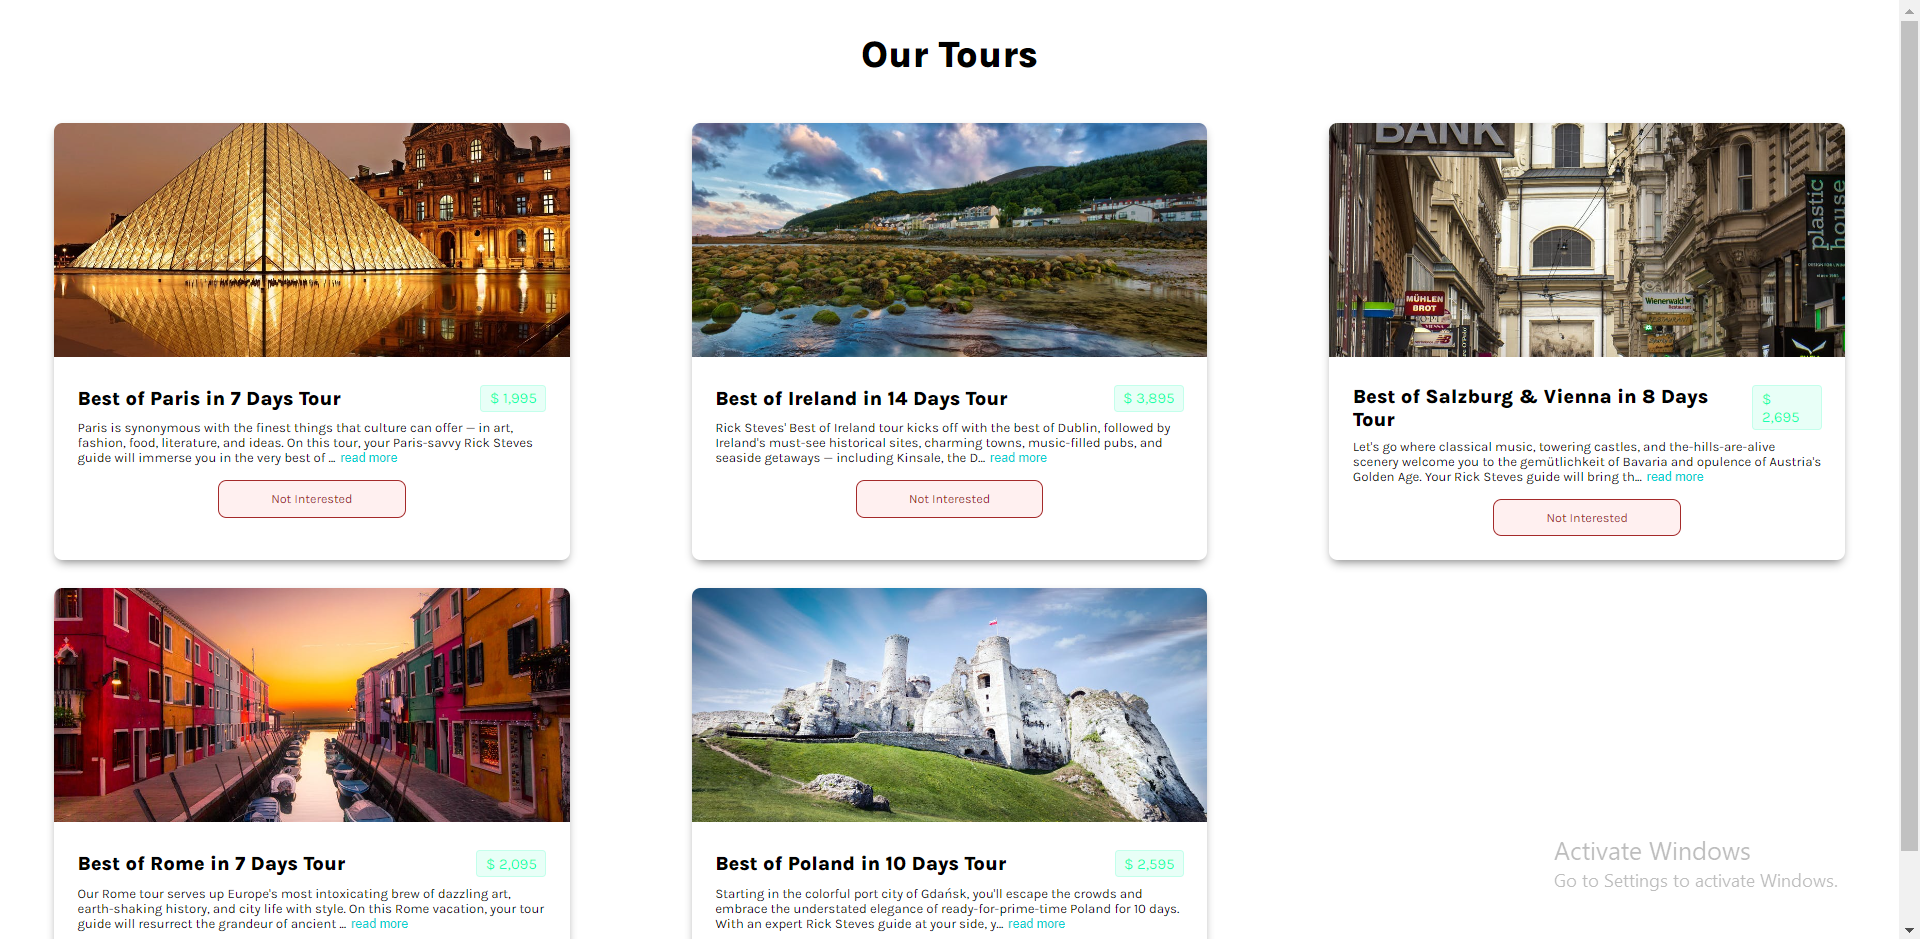 Our Tours
BANK
plastic
house
MÜHLEN
BROT
VIENNA
Wienerwald
Restaurant
Best of Paris in 7 Days Tour
$ 1,995
Paris is synonymous with the finest things that culture can offer — in art,
fashion, food, literature, and ideas. On this tour, your Paris-savvy Rick Steves
guide will immerse you in the very best of ... read more
Not Interested
Best of Ireland in 14 Days Tour
$ 3,895
Rick Steves' Best of Ireland tour kicks off with the best of Dublin, followed by
Ireland's must-see historical sites, charming towns, music-filled pubs, and
seaside getaways — including Kinsale, the D... read more
Not Interested
Best of Salzburg & Vienna in 8 Days
Tour
$
2,695
Let's go where classical music, towering castles, and the-hills-are-alive
scenery welcome you to the gemütlichkeit of Bavaria and opulence of Austria's
Golden Age. Your Rick Steves guide will bring th... read more
Not Interested
Best of Rome in 7 Days Tour
$ 2,095
Our Rome tour serves up Europe's most intoxicating brew of dazzling art,
earth-shaking history, and city life with style. On this Rome vacation, your tour
guide will resurrect the grandeur of ancient ... read more
Best of Poland in 10 Days Tour
$ 2,595
Starting in the colorful port city of Gdańsk, you'll escape the crowds and
embrace the understated elegance of ready-for-prime-time Poland for 10 days.
With an expert Rick Steves guide at your side, y... read more
Activate Windows
Go to Settings to activate Windows.